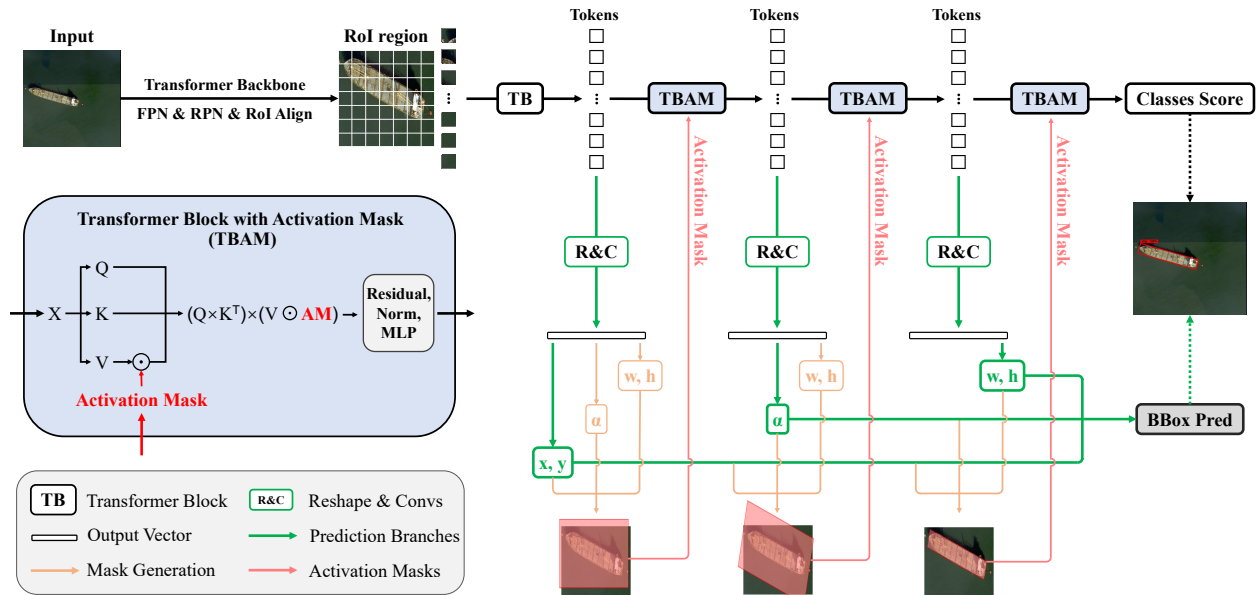 Input
Transformer Backbone
FPN & RPN & RoI Align
RoI region
⋮
TB
Tokens
⋮
TBAM
Tokens
⋮
TBAM
Tokens
⋮
TBAM
Classes Score
Activation Mask
Activation Mask
Activation Mask
R&C
R&C
R&C
w, h
α
x, y
w, h
α
w, h
BBox Pred
Transformer Block with Activation Mask
(TBAM)
X
Q
K
V
(Q×Kᵀ)×(V ⊙ AM)
Residual,
Norm,
MLP
Activation Mask
TB Transformer Block
R&C Reshape & Convs
Output Vector
Prediction Branches
Mask Generation
Activation Masks